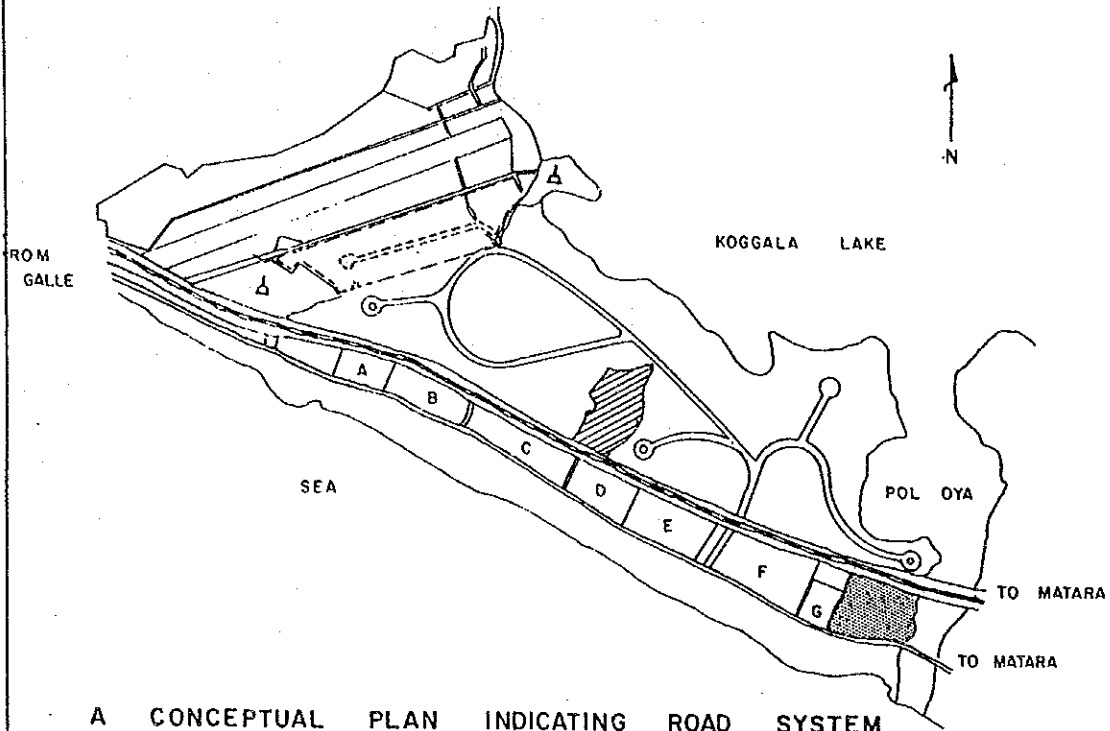 N
KOGGALA LAKE
ROM
GALLE
A
B
C
SEA
D
E
POL OYA
F
G
TO MATARA
TO MATARA
A CONCEPTUAL PLAN INDICATING ROAD SYSTEM